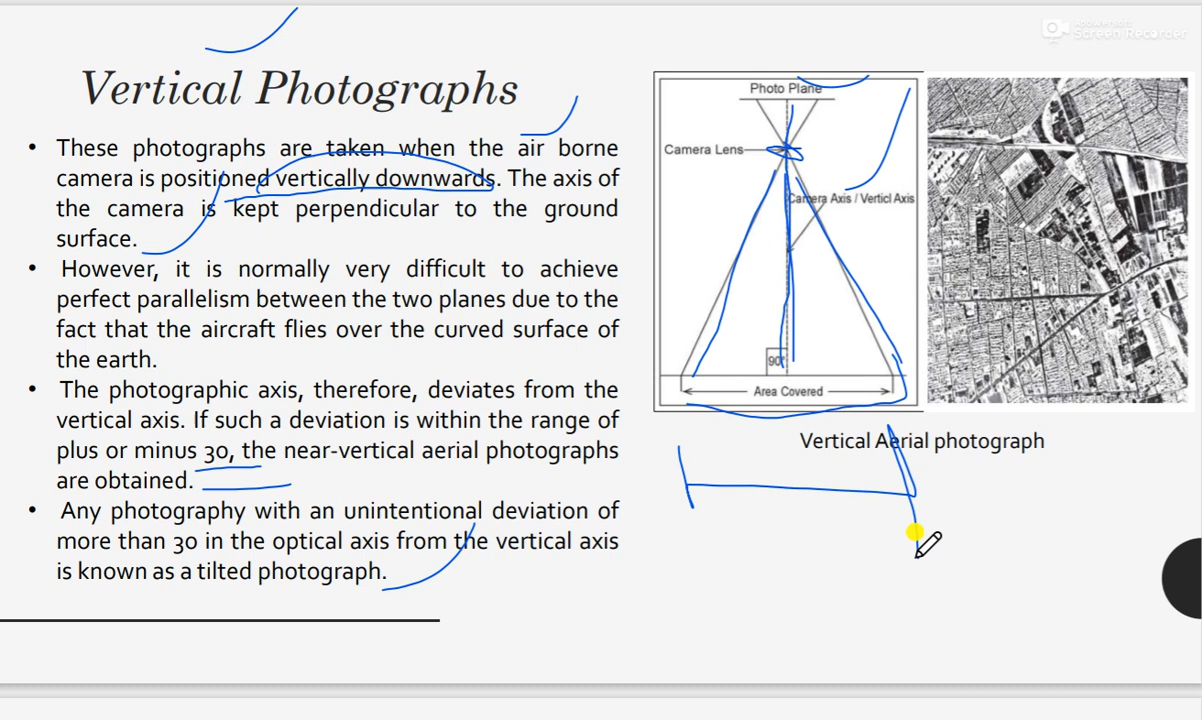 Apowersoft
Screen Recorder
Vertical Photographs
• These photographs are taken when the air borne
camera is positioned vertically downwards. The axis of
the camera is kept perpendicular to the ground
surface.
• However, it is normally very difficult to achieve
perfect parallelism between the two planes due to the
fact that the aircraft flies over the curved surface of
the earth.
• The photographic axis, therefore, deviates from the
vertical axis. If such a deviation is within the range of
plus or minus 30, the near-vertical aerial photographs
are obtained.
• Any photography with an unintentional deviation of
more than 30 in the optical axis from the vertical axis
is known as a tilted photograph.
Photo Plane
Camera Lens
Camera Axis / Verticl Axis
90°
Area Covered
Vertical Aerial photograph